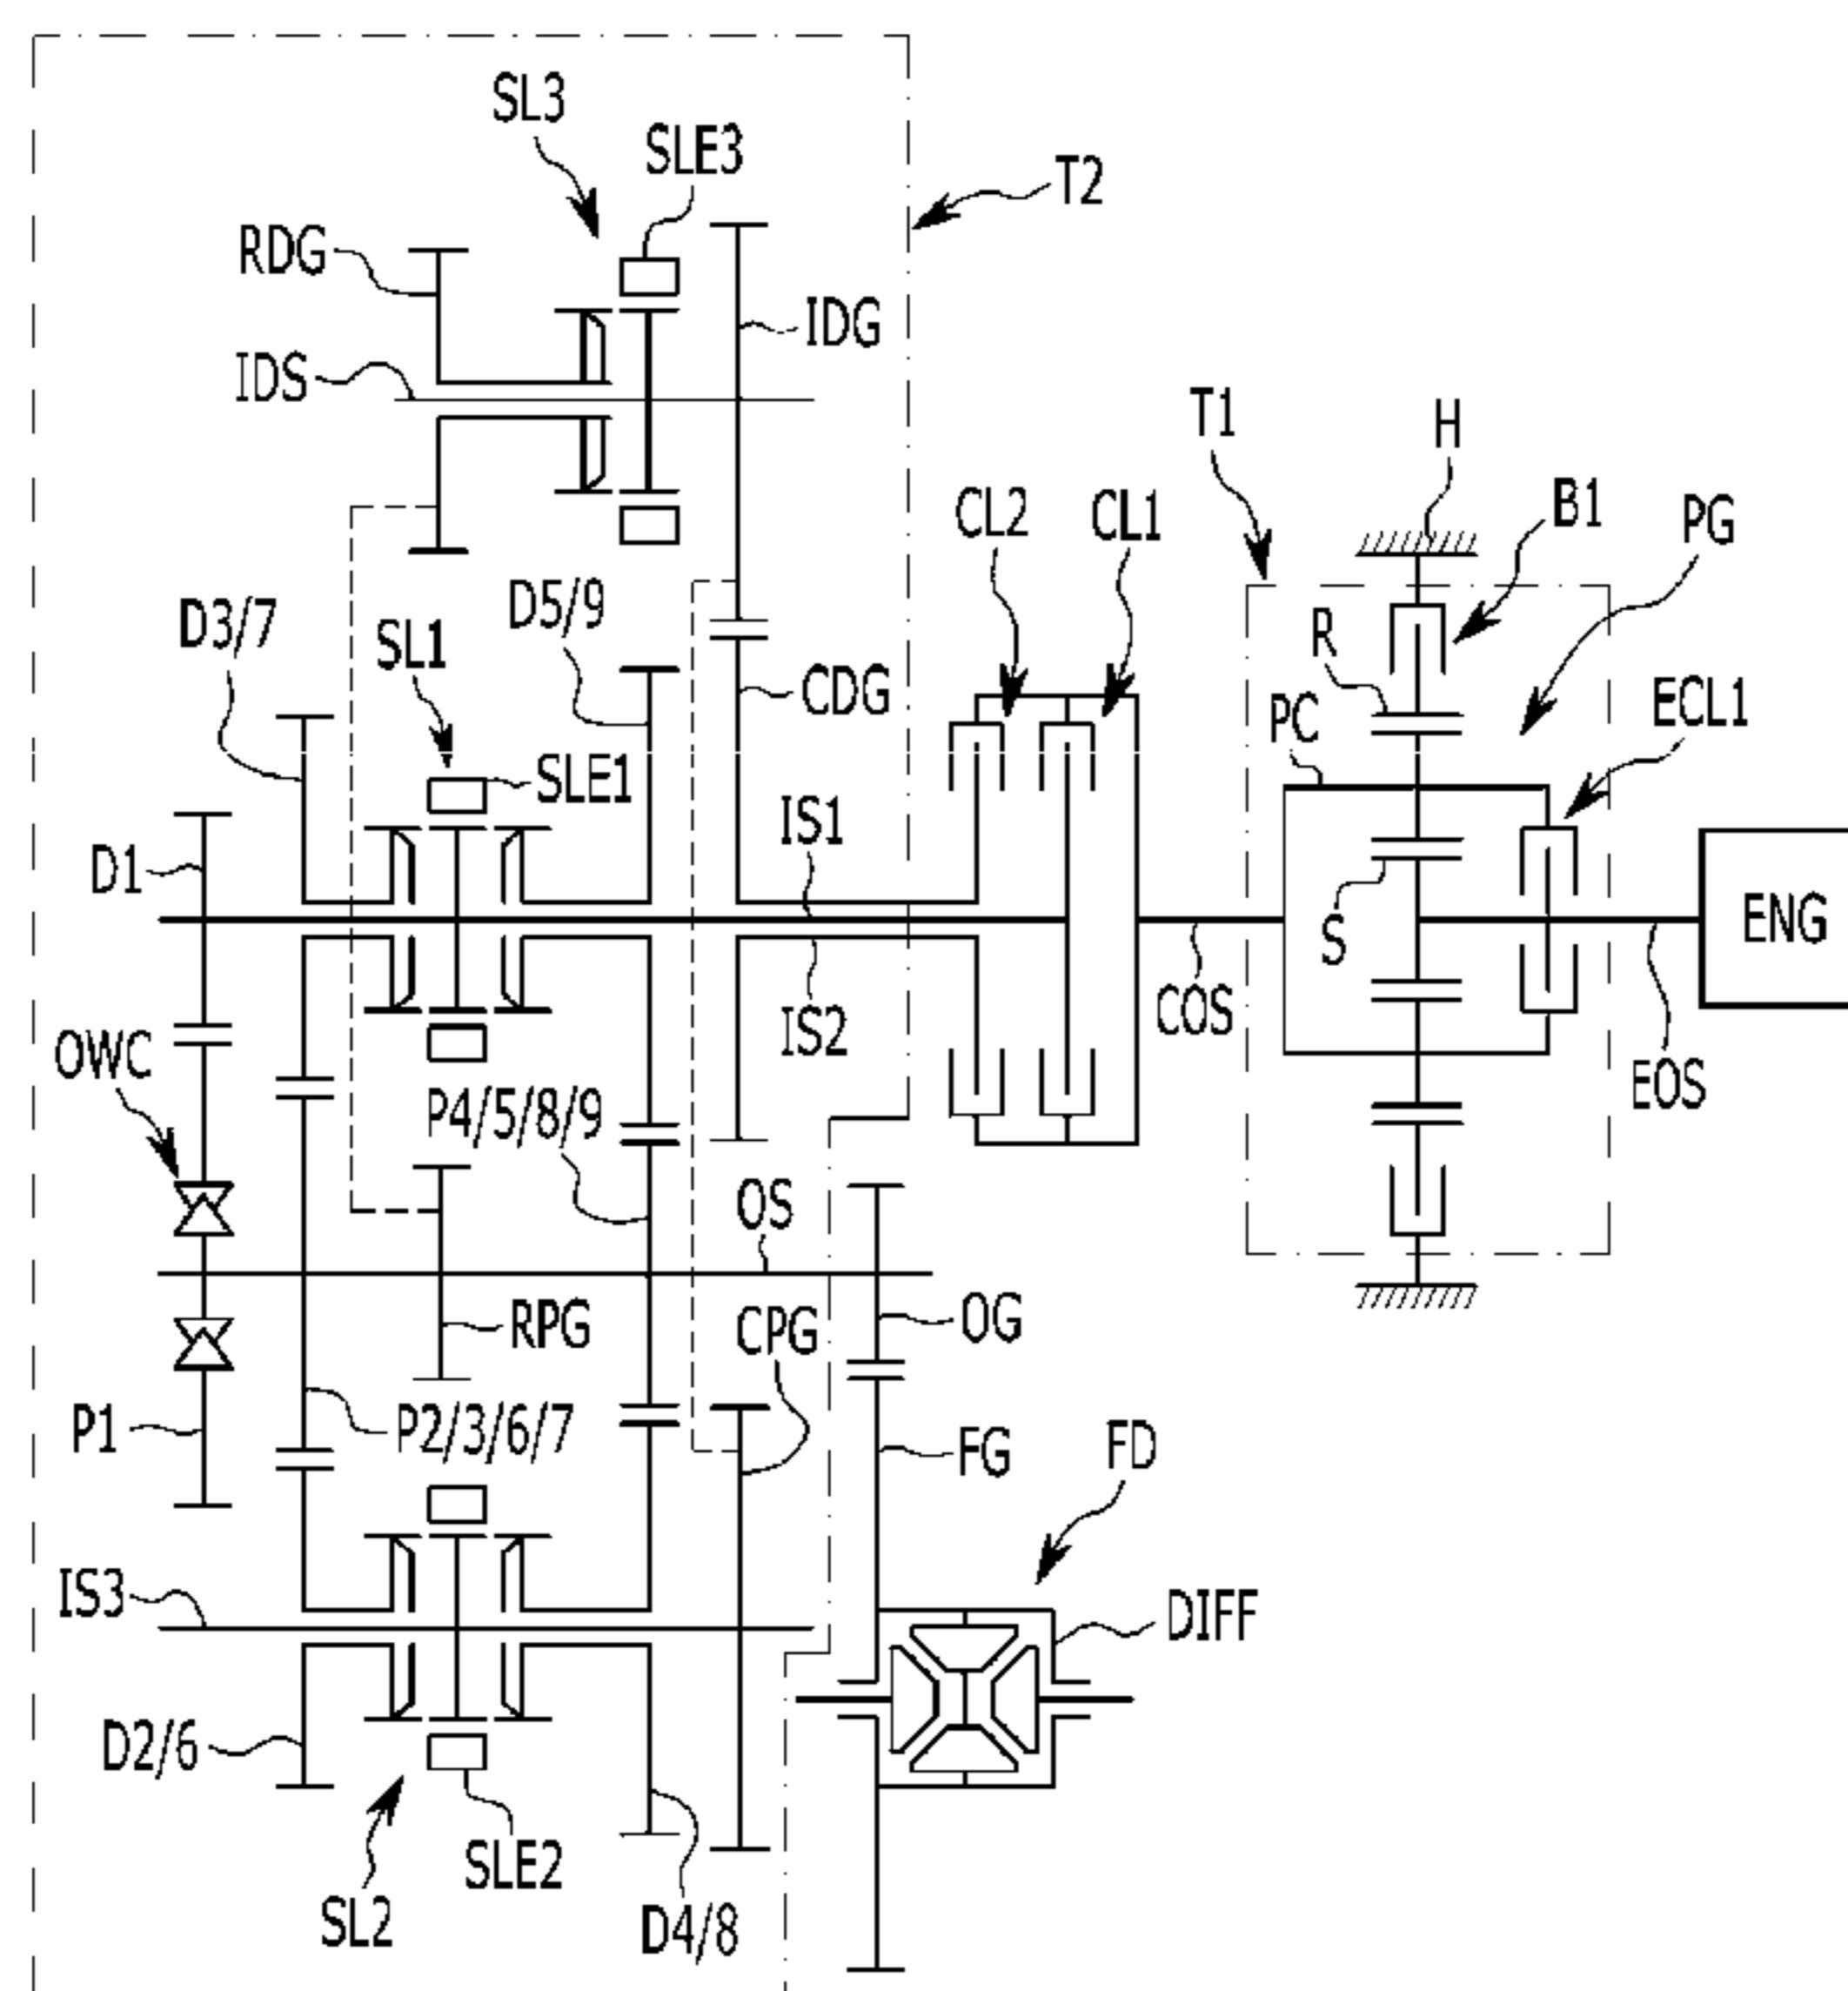 SL3
SLE3
T2
RDG
IDG
IDS
T1
H
CL2
CL1
B1
PG
D3/7
SL1
D5/9
R
CDG
PC
ECL1
SLE1
IS1
D1
S
ENG
COS
IS2
OWC
EOS
P4/5/8/9
OS
RPG
CPG
OG
P1
P2/3/6/7
FG
FD
IS3
DIFF
D2/6
SLE2
SL2
D4/8